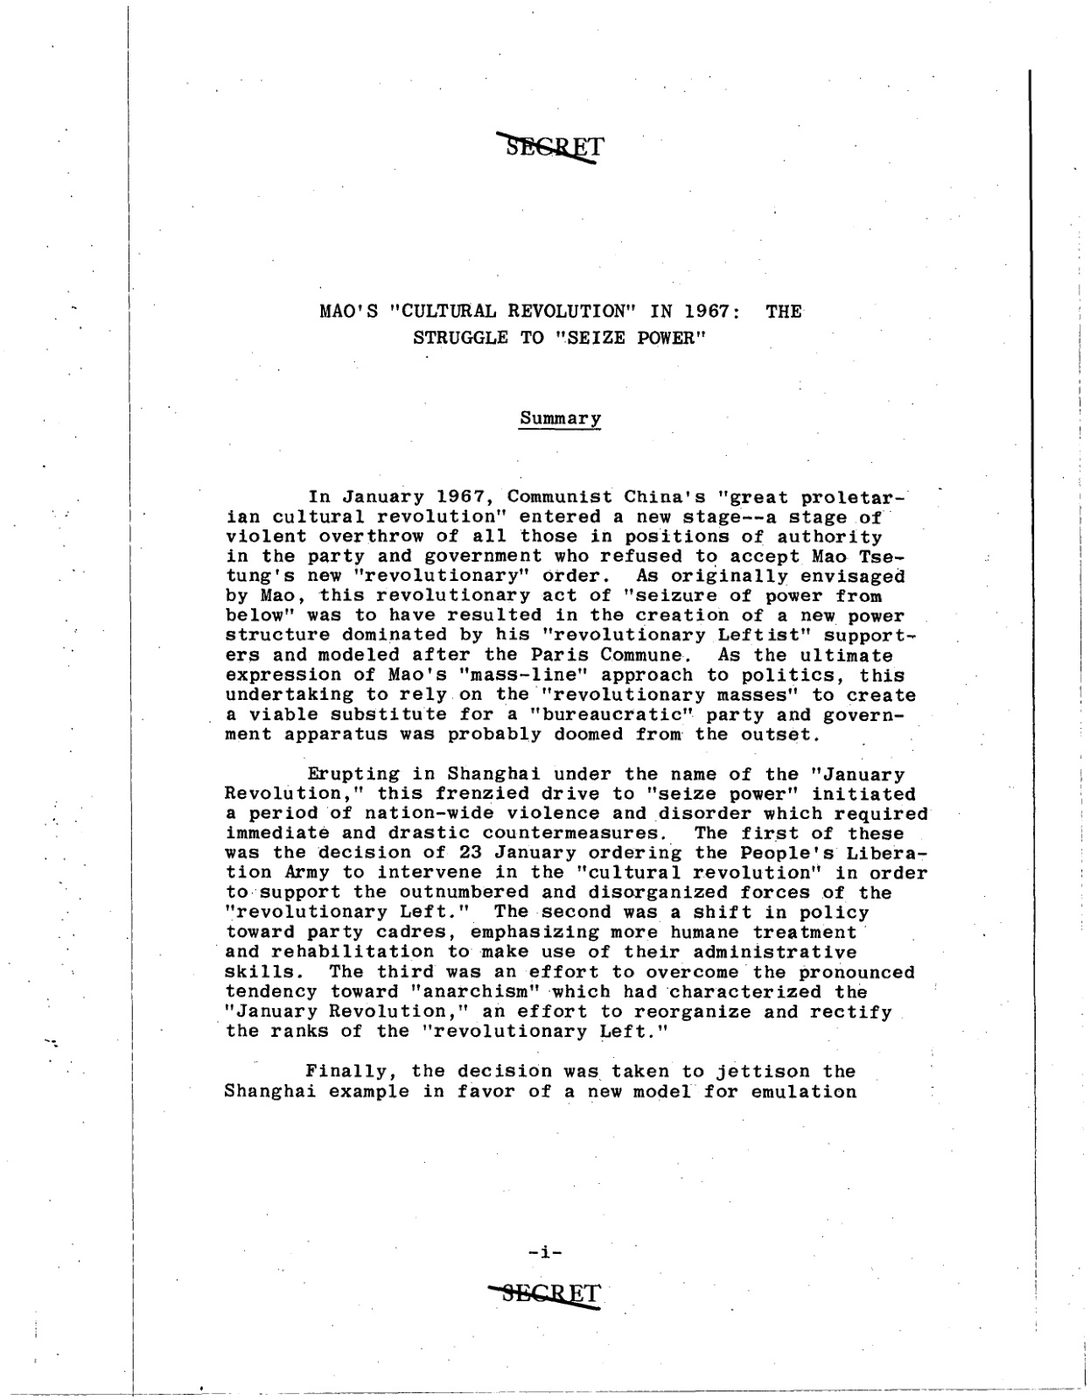 SECRET
MAO'S "CULTURAL REVOLUTION" IN 1967: THE
STRUGGLE TO "SEIZE POWER"
Summary
In January 1967, Communist China's "great proletar-
ian cultural revolution" entered a new stage--a stage of
violent overthrow of all those in positions of authority
in the party and government who refused to accept Mao Tse-
tung's new "revolutionary" order. As originally envisaged
by Mao, this revolutionary act of "seizure of power from
below" was to have resulted in the creation of a new power
structure dominated by his "revolutionary Leftist" support-
ers and modeled after the Paris Commune. As the ultimate
expression of Mao's "mass-line" approach to politics, this
undertaking to rely on the "revolutionary masses" to create
a viable substitute for a "bureaucratic" party and govern-
ment apparatus was probably doomed from the outset.
Erupting in Shanghai under the name of the "January
Revolution," this frenzied drive to "seize power" initiated
a period of nation-wide violence and disorder which required
immediate and drastic countermeasures. The first of these
was the decision of 23 January ordering the People's Libera-
tion Army to intervene in the "cultural revolution" in order
to support the outnumbered and disorganized forces of the
"revolutionary Left." The second was a shift in policy
toward party cadres, emphasizing more humane treatment
and rehabilitation to make use of their administrative
skills. The third was an effort to overcome the pronounced
tendency toward "anarchism" which had characterized the
"January Revolution," an effort to reorganize and rectify
the ranks of the "revolutionary Left."
Finally, the decision was taken to jettison the
Shanghai example in favor of a new model for emulation
-i-
SECRET